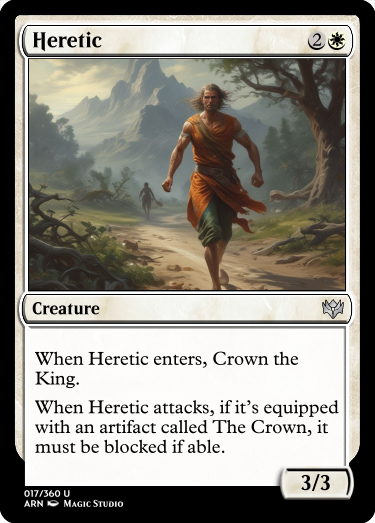 Heretic 2
Creature
When Heretic enters, Crown the
King.
When Heretic attacks, if it's equipped
with an artifact called The Crown, it
must be blocked if able.
3/3
017/360 U
ARN Magic Studio